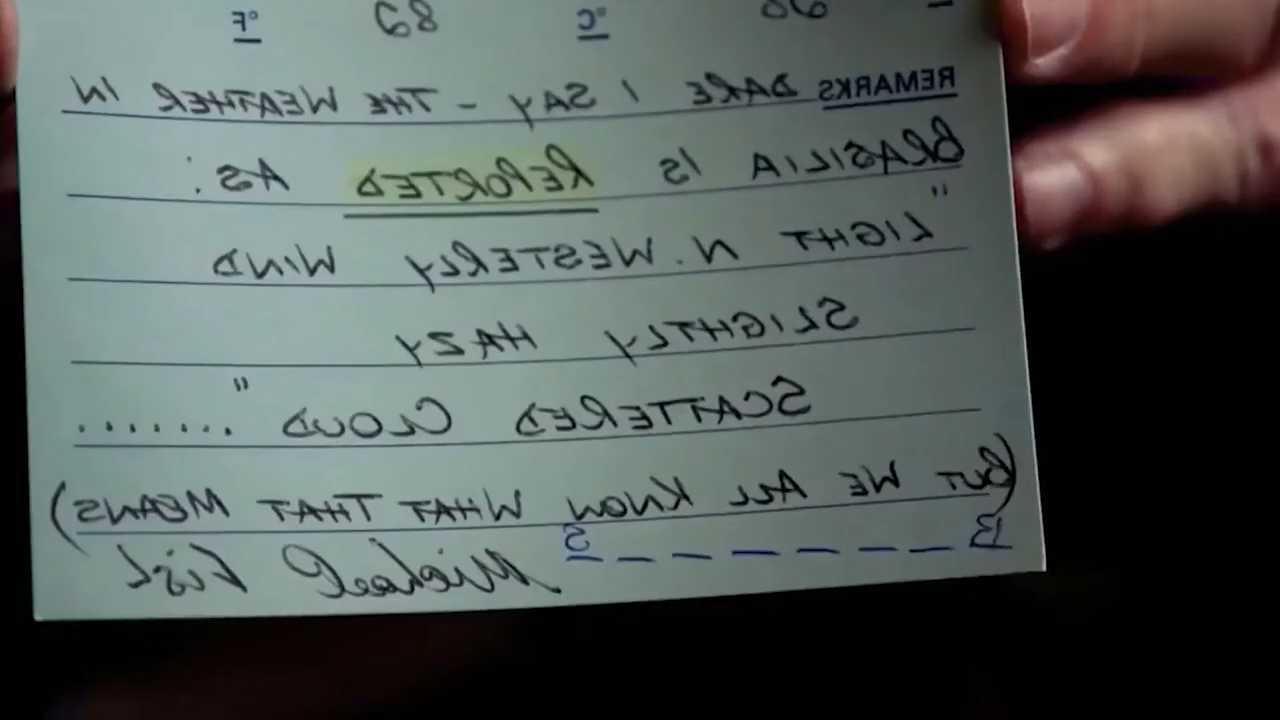 °C 68 °F
REMARKS DARE I SAY - THE WEATHER IN
BRASILIA IS REPORTED AS:
"LIGHT N. WESTERLY WIND
SLIGHTLY HAZY
SCATTERED CLOUD" .......
(BUT WE ALL KNOW WHAT THAT MEANS)
B _ _ _ _ _ _ _ S
Michael Fish